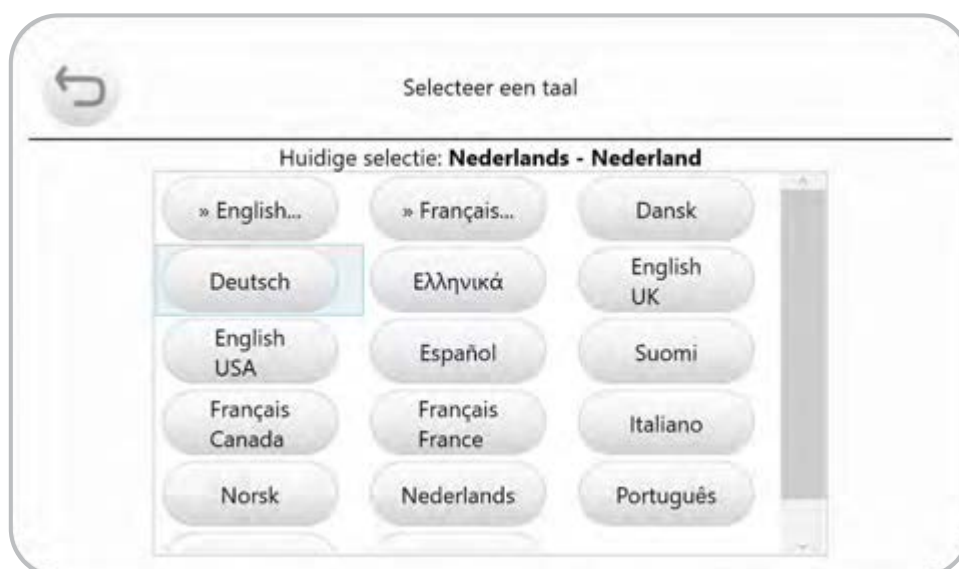 Selecteer een taal
Huidige selectie: Nederlands - Nederland
» English...
» Français...
Dansk
Deutsch
Ελληνικά
English
UK
English
USA
Español
Suomi
Français
Canada
Français
France
Italiano
Norsk
Nederlands
Português